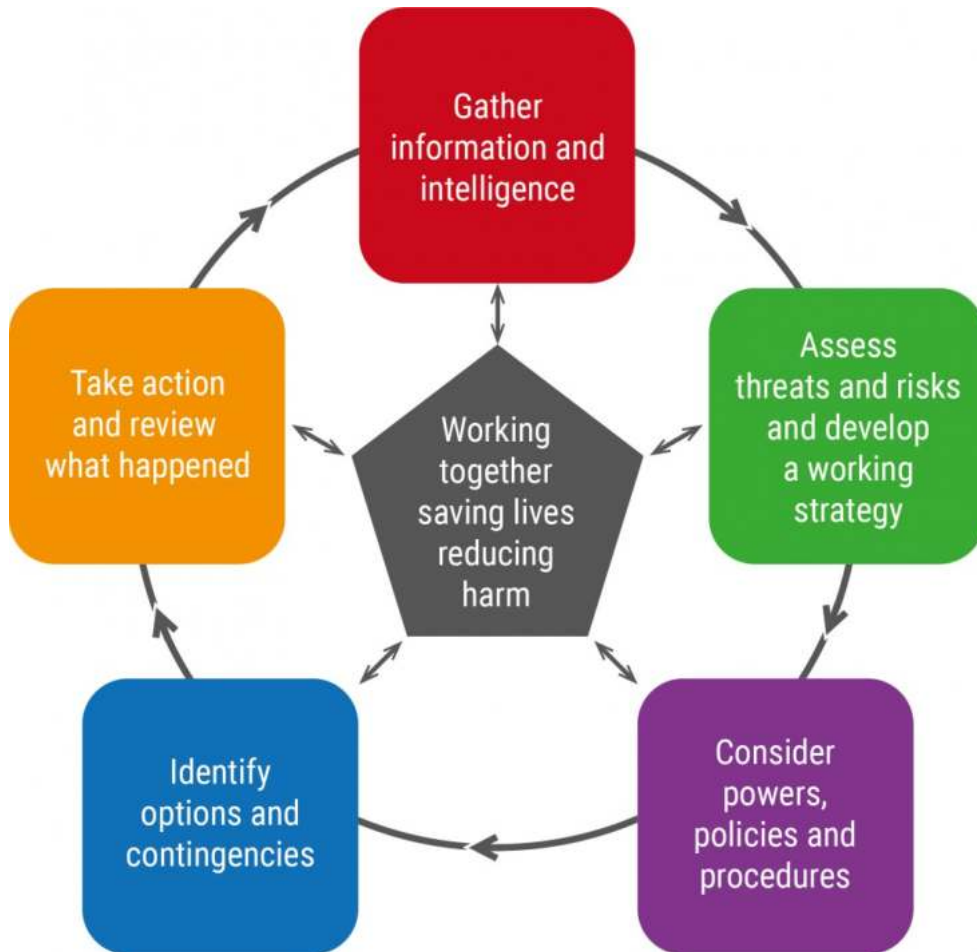 Gather
information and
intelligence
Assess
threats and risks
and develop
a working
strategy
Consider
powers,
policies and
procedures
Identify
options and
contingencies
Take action
and review
what happened
Working
together
saving lives
reducing
harm